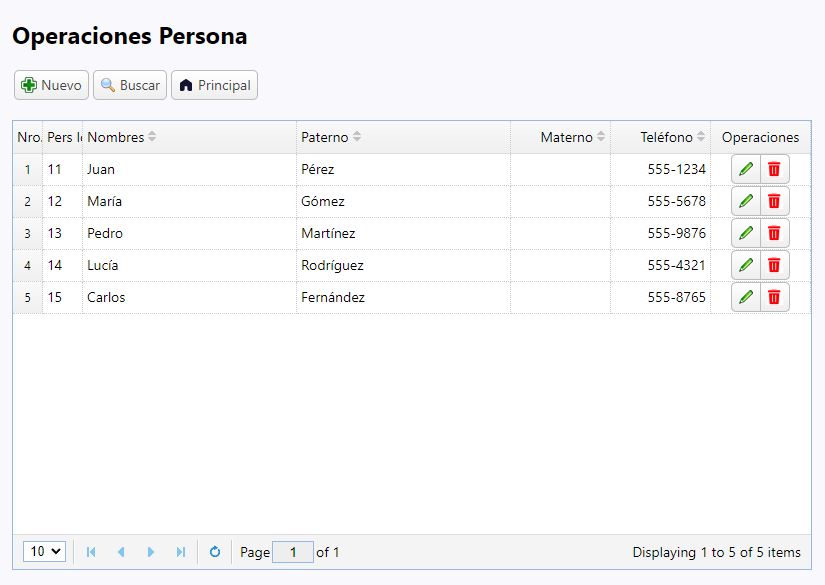 Operaciones Persona
Nuevo Buscar Principal
Nro. Pers Nombres Paterno Materno Teléfono Operaciones
1 11 Juan Pérez 555-1234
2 12 María Gómez 555-5678
3 13 Pedro Martínez 555-9876
4 14 Lucía Rodríguez 555-4321
5 15 Carlos Fernández 555-8765
10 Page 1 of 1 Displaying 1 to 5 of 5 items